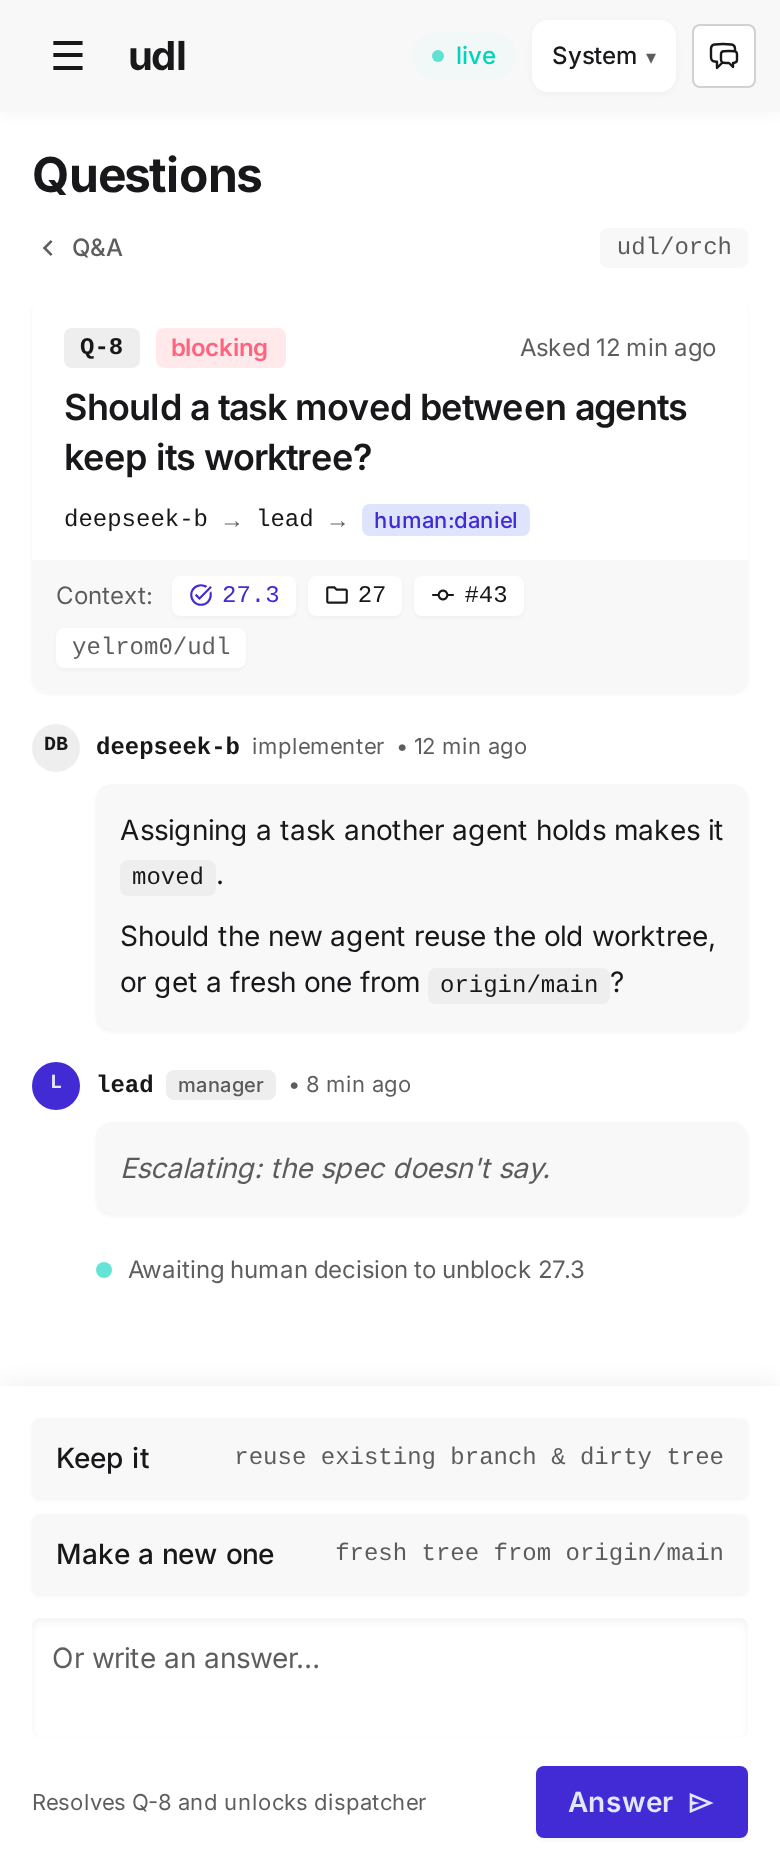 ☰ udl live System ▾
Questions
Q&A udl/orch
Q-8 blocking Asked 12 min ago
Should a task moved between agents
keep its worktree?
deepseek-b → lead → human:daniel
Context: 27.3 27 #43
yelrom0/udl
DB deepseek-b implementer • 12 min ago
Assigning a task another agent holds makes it
moved.
Should the new agent reuse the old worktree,
or get a fresh one from origin/main?
L lead manager • 8 min ago
Escalating: the spec doesn't say.
Awaiting human decision to unblock 27.3
Keep it reuse existing branch & dirty tree
Make a new one fresh tree from origin/main
Or write an answer...
Resolves Q-8 and unlocks dispatcher Answer